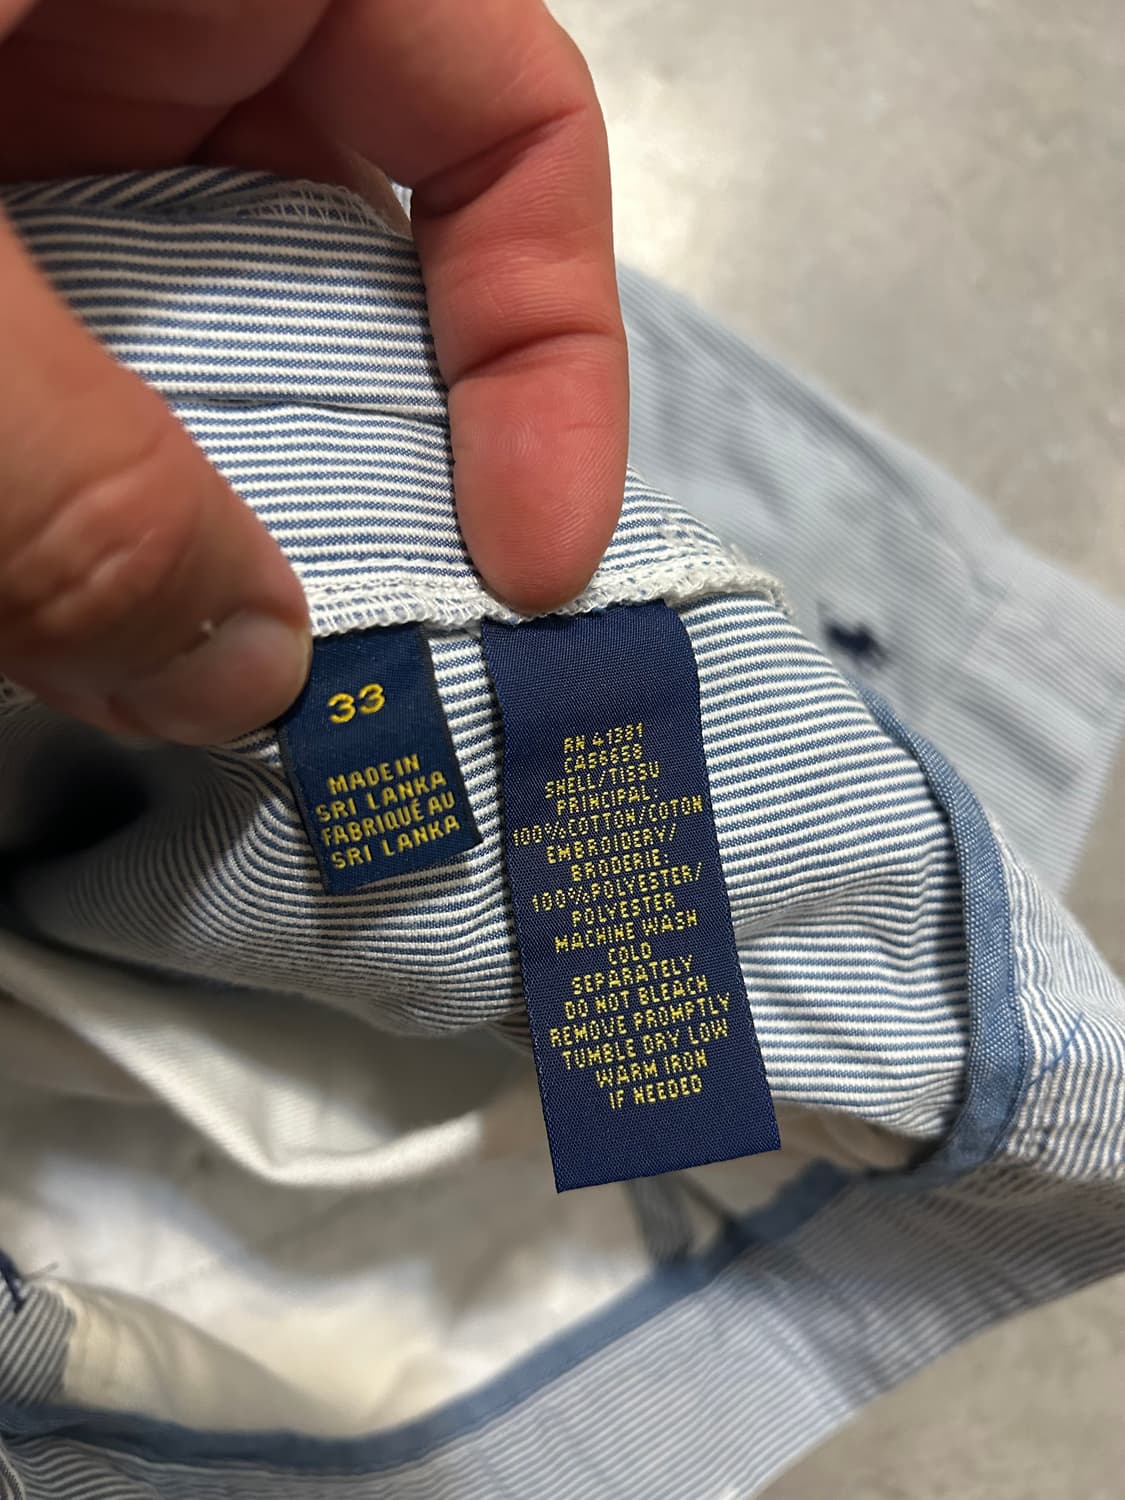 33
MADE IN
SRI LANKA
FABRIQUÉ AU
SRI LANKA
RN 41381
CA56658
SHELL/TISSU
PRINCIPAL:
100%COTTON/COTON
EMBROIDERY/
BRODERIE:
100%POLYESTER/
POLYESTER
MACHINE WASH
COLD
SEPARATELY
DO NOT BLEACH
REMOVE PROMPTLY
TUMBLE DRY LOW
WARM IRON
IF NEEDED